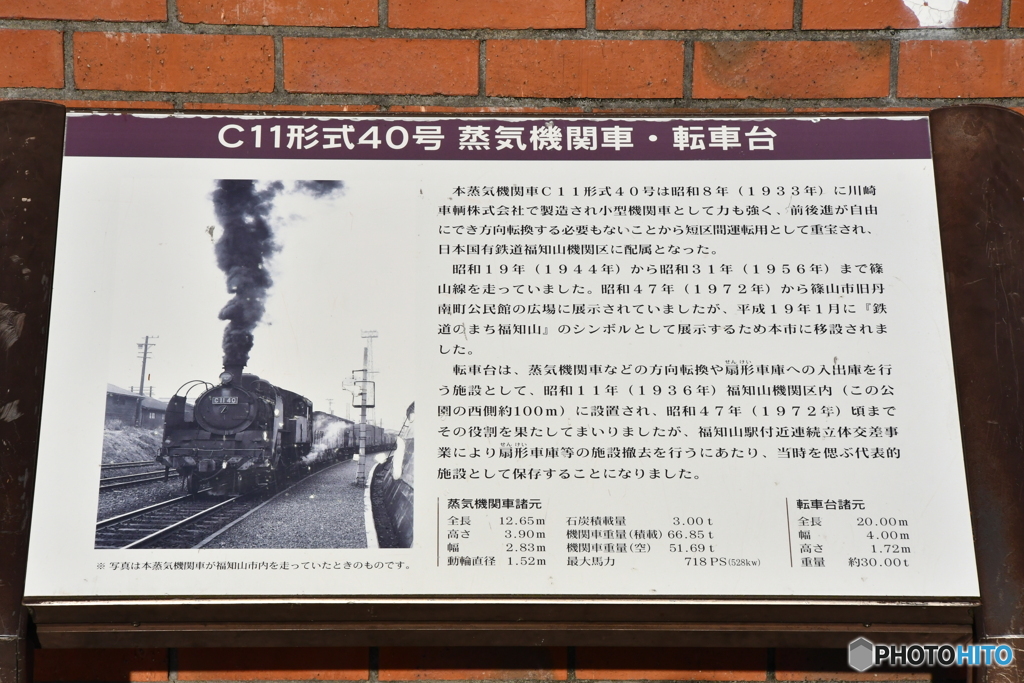 C11形式40号 蒸気機関車・転車台
本蒸気機関車C11形式40号は昭和8年（1933年）に川崎
車輌株式会社で製造され小型機関車として力も強く、前後進が自由
にでき方向転換する必要もないことから短区間運転用として重宝され、
日本国有鉄道福知山機関区に配属となった。
昭和19年（1944年）から昭和31年（1956年）まで篠
山線を走っていました。昭和47年（1972年）から篠山市旧丹
南町公民館の広場に展示されていましたが、平成19年1月に『鉄
道のまち福知山』のシンボルとして展示するため本市に移設されま
した。
転車台は、蒸気機関車などの方向転換や扇形車庫への入出庫を行
う施設として、昭和11年（1936年）福知山機関区内（この公
園の西側約100m）に設置され、昭和47年（1972年）頃まで
その役割を果たしてまいりましたが、福知山駅付近連続立体交差事
業により扇形車庫等の施設撤去を行うにあたり、当時を偲ぶ代表的
施設として保存することになりました。
C11 40
※ 写真は本蒸気機関車が福知山市内を走っていたときのものです。
蒸気機関車諸元
全長 12.65m 石炭積載量 3.00t
高さ 3.90m 機関車重量(積載) 66.85t
幅 2.83m 機関車重量(空) 51.69t
動輪直径 1.52m 最大馬力 718PS(528kw)
転車台諸元
全長 20.00m
幅 4.00m
高さ 1.72m
重量 約30.00t
PHOTOHITO